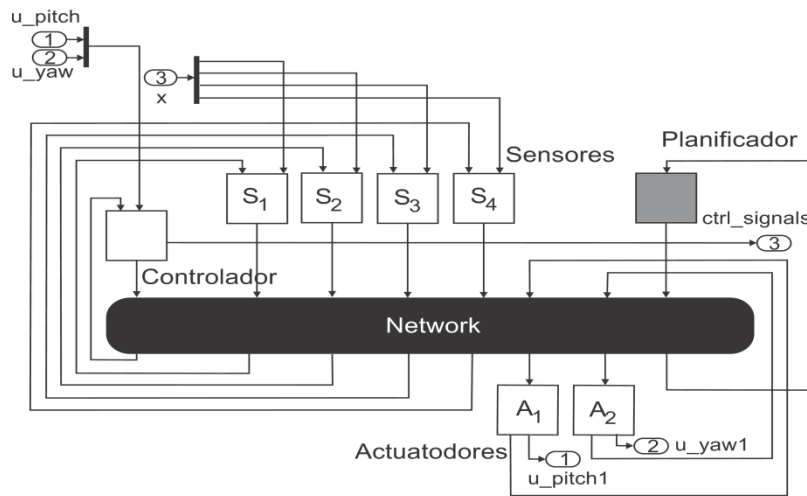 u_pitch
1
2
u_yaw
3
x
Sensores
Planificador
S1
S2
S3
S4
ctrl_signals
3
Controlador
Network
A1
A2
Actuatodores
2 u_yaw1
1
u_pitch1